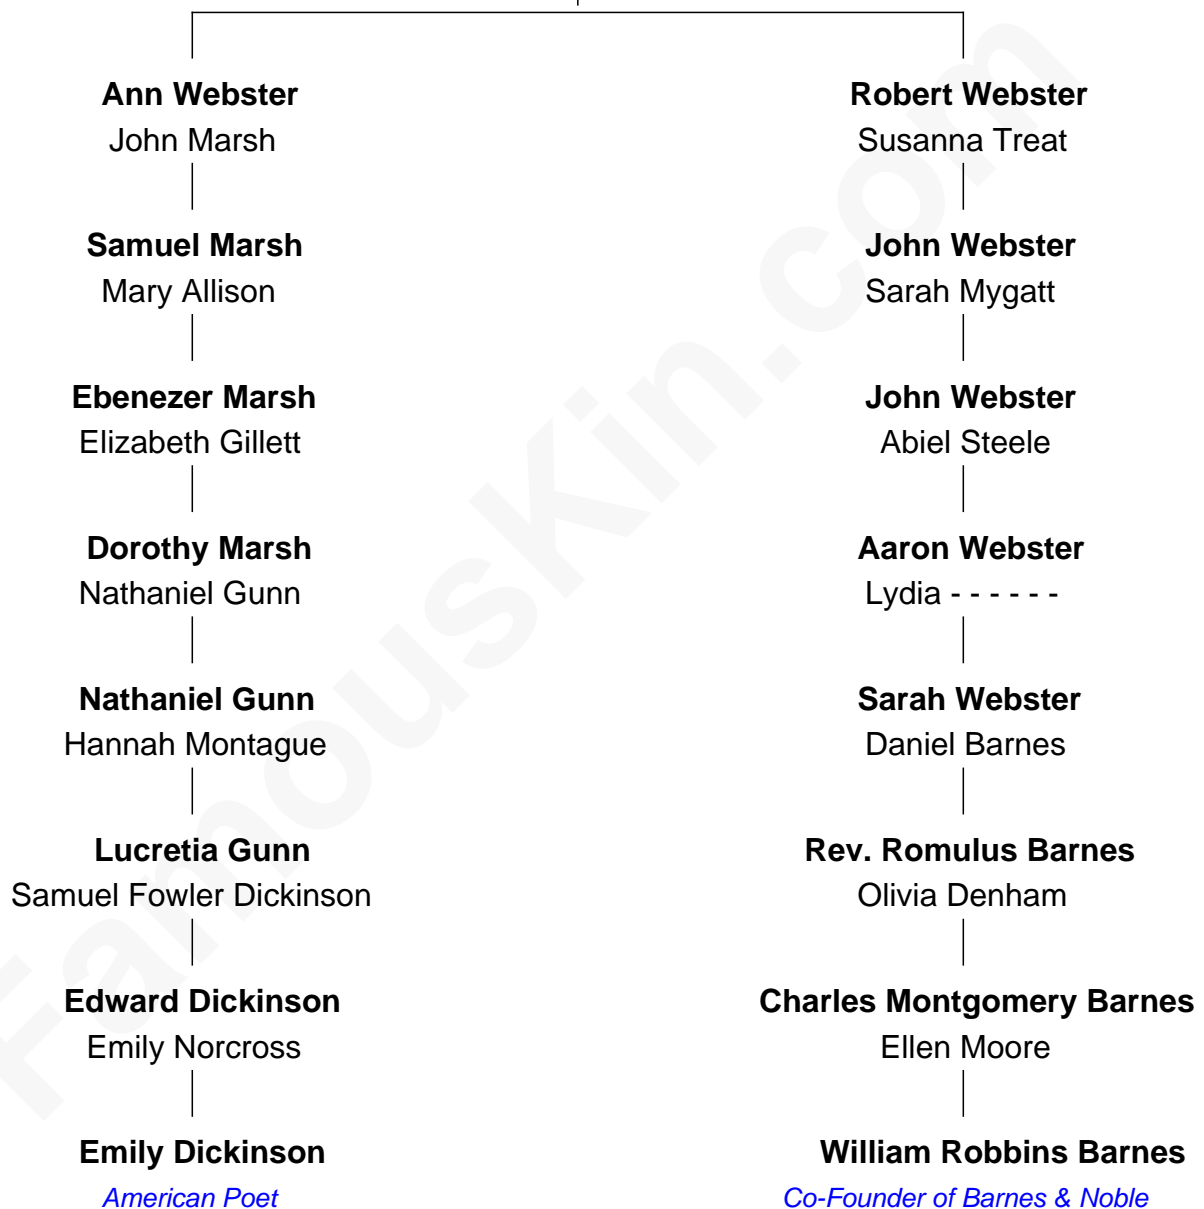 Ann Webster
John Marsh
Samuel Marsh
Mary Allison
Ebenezer Marsh
Elizabeth Gillett
Dorothy Marsh
Nathaniel Gunn
Nathaniel Gunn
Hannah Montague
Lucretia Gunn
Samuel Fowler Dickinson
Edward Dickinson
Emily Norcross
Emily Dickinson
American Poet
Robert Webster
Susanna Treat
John Webster
Sarah Mygatt
John Webster
Abiel Steele
Aaron Webster
Lydia - - - - - -
Sarah Webster
Daniel Barnes
Rev. Romulus Barnes
Olivia Denham
Charles Montgomery Barnes
Ellen Moore
William Robbins Barnes
Co-Founder of Barnes & Noble
FamousKin.com